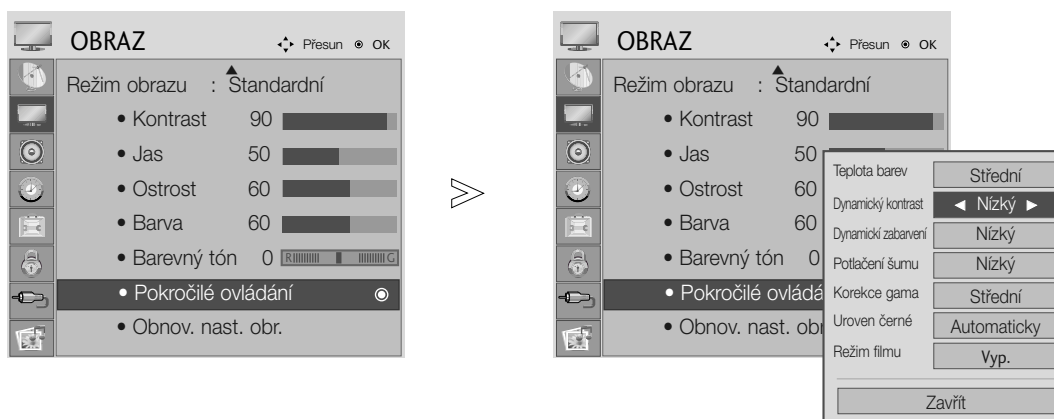 OBRAZ Přesun OK
Režim obrazu : Standardní
• Kontrast 90
• Jas 50
• Ostrost 60
• Barva 60
• Barevný tón 0 R G
• Pokročilé ovládání
• Obnov. nast. obr.
>
OBRAZ Přesun OK
Režim obrazu : Standardní
• Kontrast 90
• Jas 50
• Ostrost 60
• Barva 60
• Barevný tón 0
• Pokročilé ovládá
• Obnov. nast. obr
Teplota barev Střední
Dynamický kontrast ◄ Nízký ►
Dynamickí zabarvení Nízký
Potlačení šumu Nízký
Korekce gama Střední
Uroven černé Automaticky
Režim filmu Vyp.
Zavřít